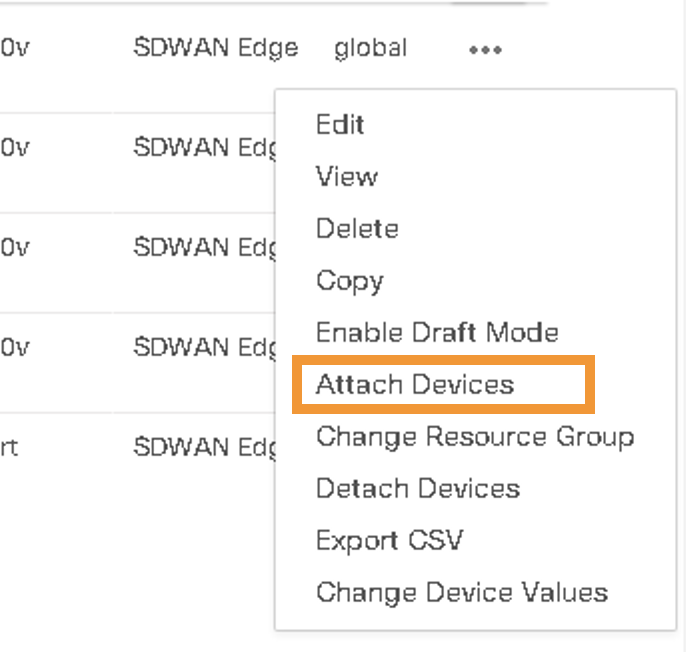 0v SDWAN Edge global •••
0v SDWAN Edg
0v SDWAN Edg
0v SDWAN Edg
rt SDWAN Edg
Edit
View
Delete
Copy
Enable Draft Mode
Attach Devices
Change Resource Group
Detach Devices
Export CSV
Change Device Values